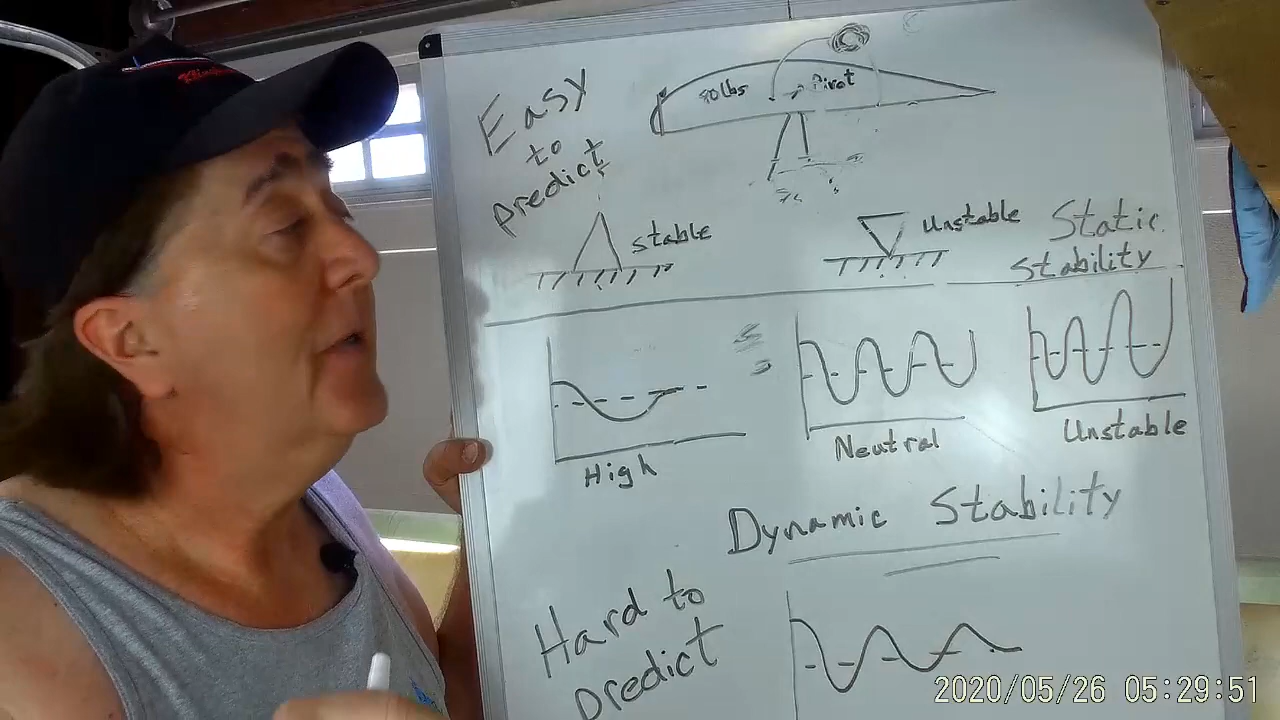 Easy
to
predict
Pivot
stable
Unstable
Static
stability
High
Neutral
Unstable
Dynamic Stability
Hard to
predict
2020/05/26 05:29:51